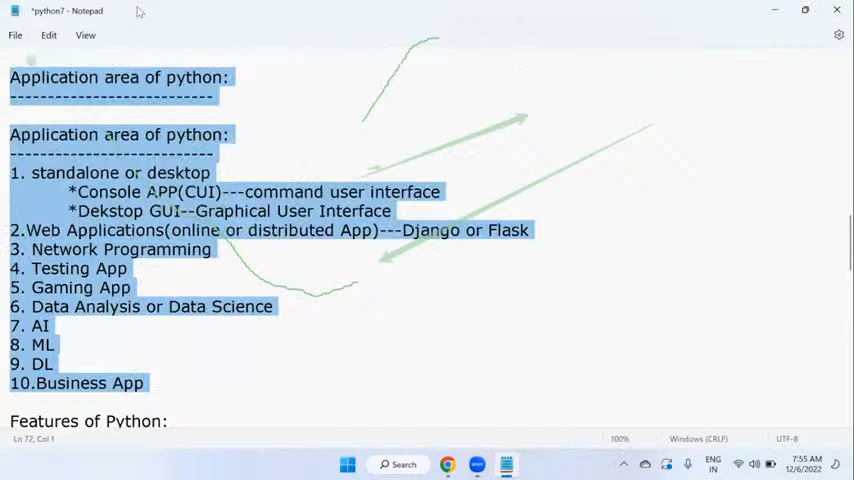 *python7 - Notepad
File Edit View
Application area of python:
---------------------------
Application area of python:
---------------------------
1. standalone or desktop
*Console APP(CUI)---command user interface
*Dekstop GUI--Graphical User Interface
2.Web Applications(online or distributed App)---Django or Flask
3. Network Programming
4. Testing App
5. Gaming App
6. Data Analysis or Data Science
7. AI
8. ML
9. DL
10.Business App
Features of Python:
Ln 72, Col 1 100% Windows (CRLF) UTF-8
Search zoom ENG IN 7:55 AM 12/6/2022